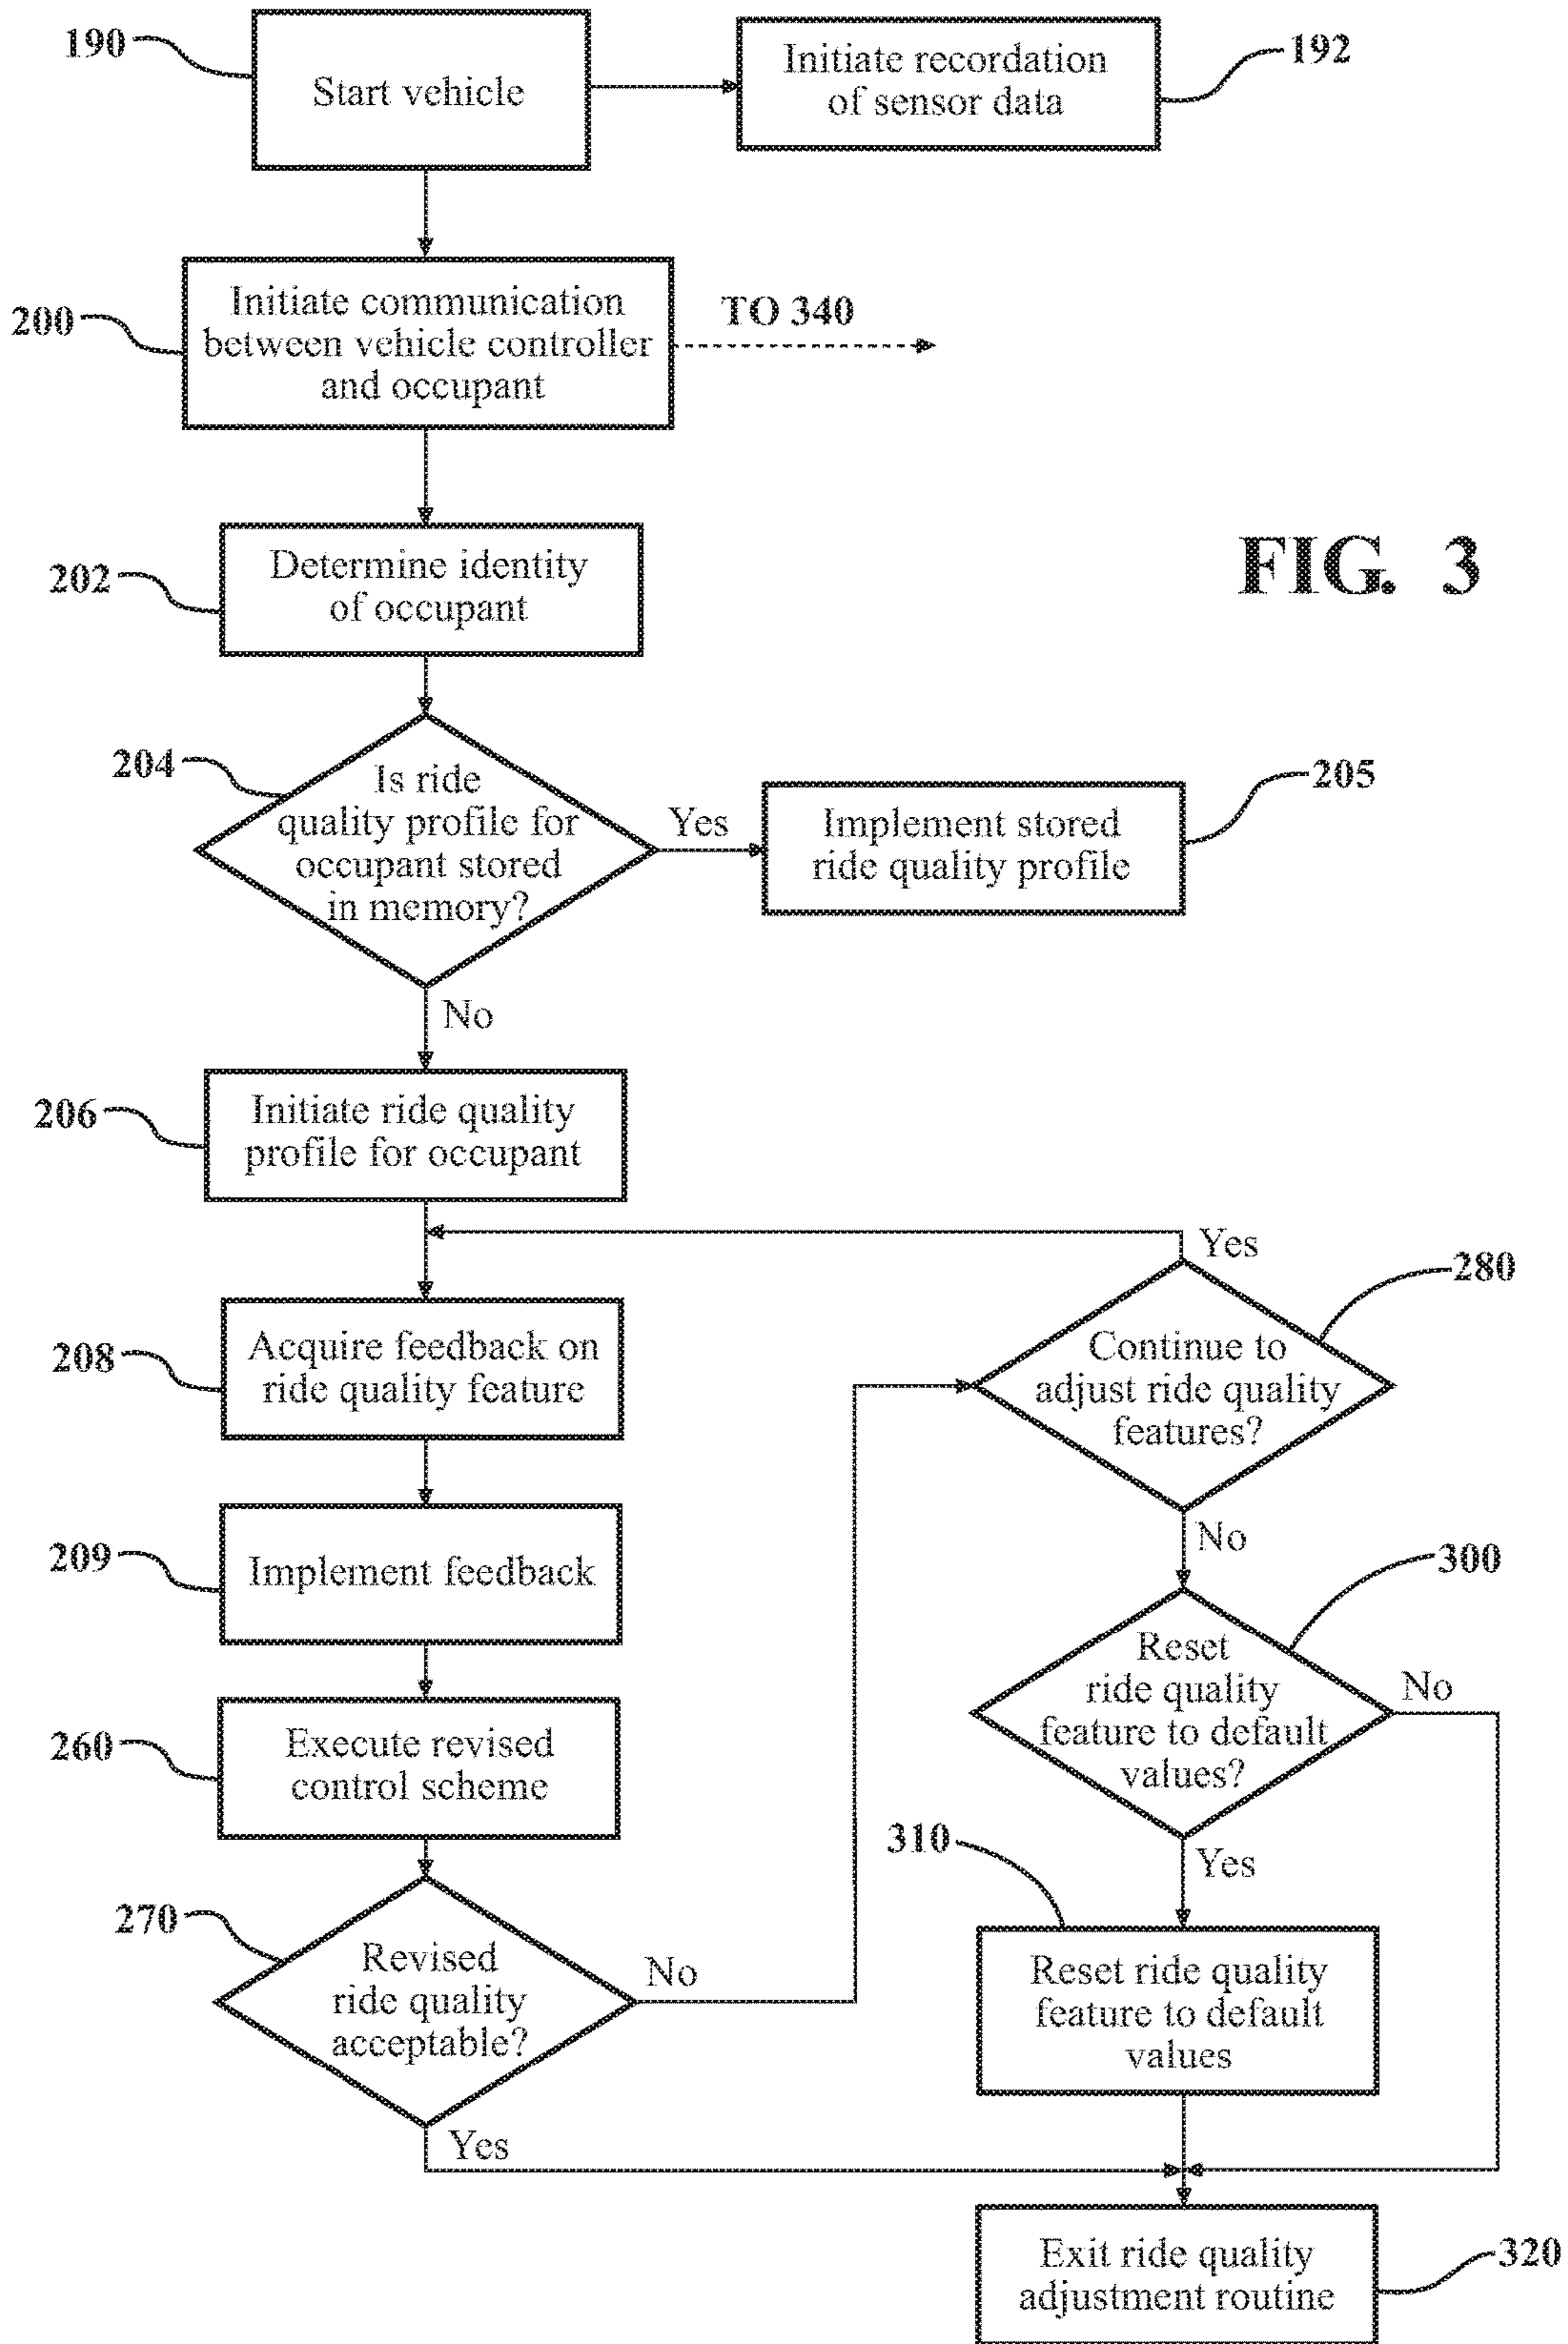 190
Start vehicle
Initiate recordation
of sensor data
192
200
Initiate communication
between vehicle controller
and occupant
TO 340
202
Determine identity
of occupant
FIG. 3
204
Is ride
quality profile for
occupant stored
in memory?
Yes
Implement stored
ride quality profile
205
No
206
Initiate ride quality
profile for occupant
208
Acquire feedback on
ride quality feature
Yes
280
Continue to
adjust ride quality
features?
No
209
Implement feedback
300
Reset
ride quality
feature to default
values?
No
Yes
260
Execute revised
control scheme
310
Reset ride quality
feature to default
values
270
Revised
ride quality
acceptable?
No
Yes
Exit ride quality
adjustment routine
320